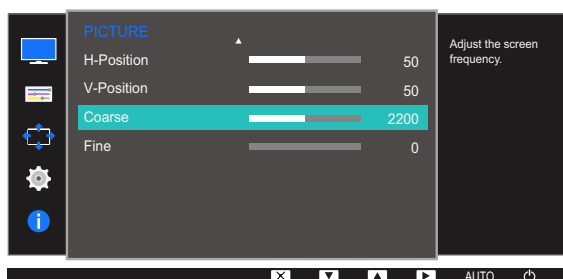 PICTURE
H-Position 50
V-Position 50
Coarse 2200
Fine 0
Adjust the screen
frequency.
AUTO